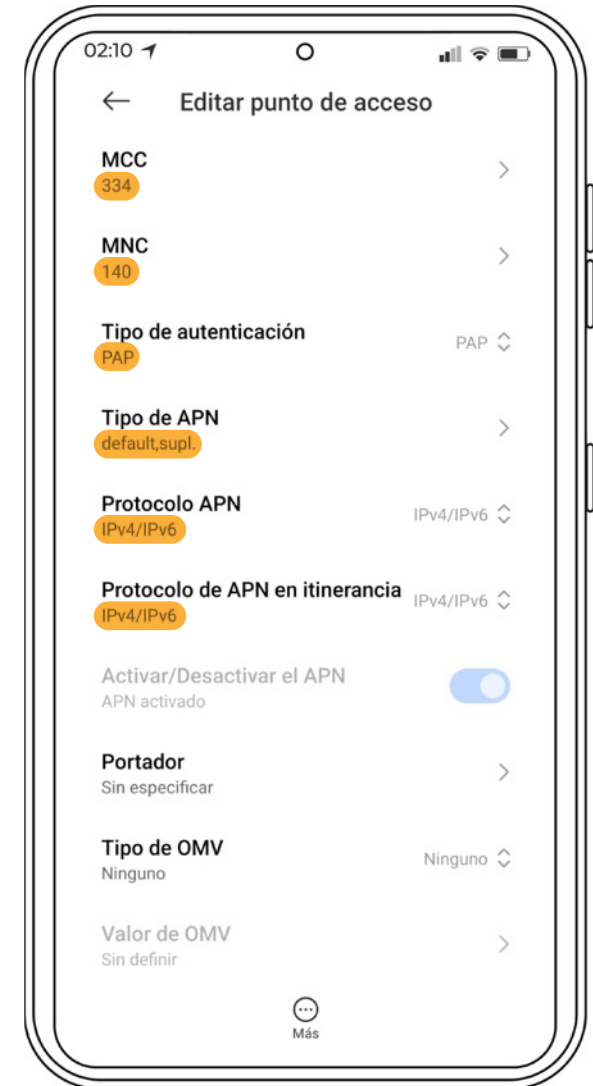 02:10
Editar punto de acceso
MCC
334
MNC
140
Tipo de autenticación
PAP
PAP
Tipo de APN
default,supl.
Protocolo APN
IPv4/IPv6
IPv4/IPv6
Protocolo de APN en itinerancia
IPv4/IPv6
IPv4/IPv6
Activar/Desactivar el APN
APN activado
Portador
Sin especificar
Tipo de OMV
Ninguno
Ninguno
Valor de OMV
Sin definir
Más